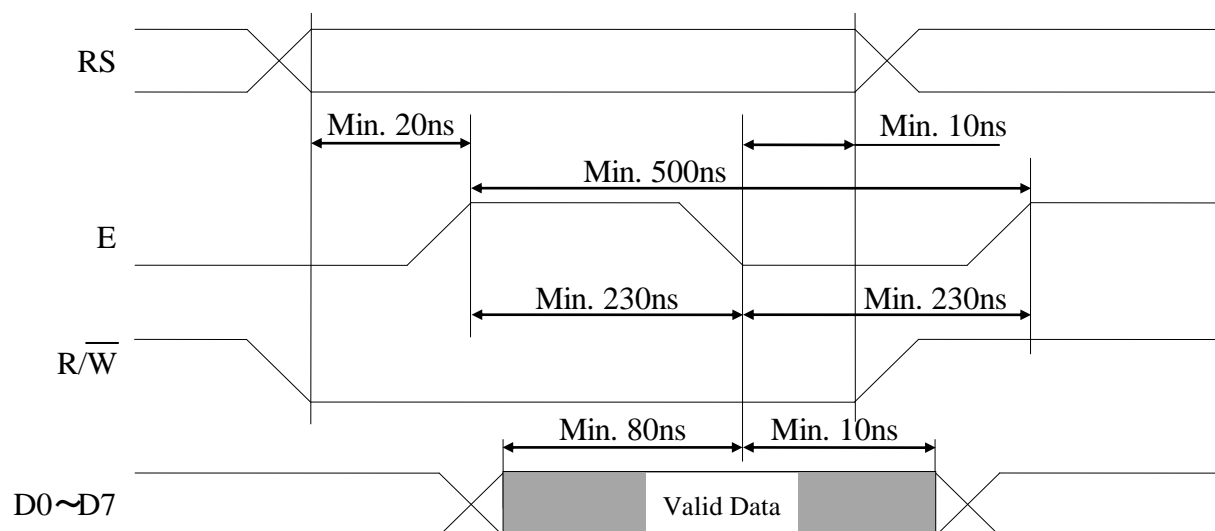 RS
Min. 20ns
Min. 10ns
Min. 500ns
E
Min. 230ns
Min. 230ns
R/W̅
Min. 80ns
Min. 10ns
D0～D7
Valid Data